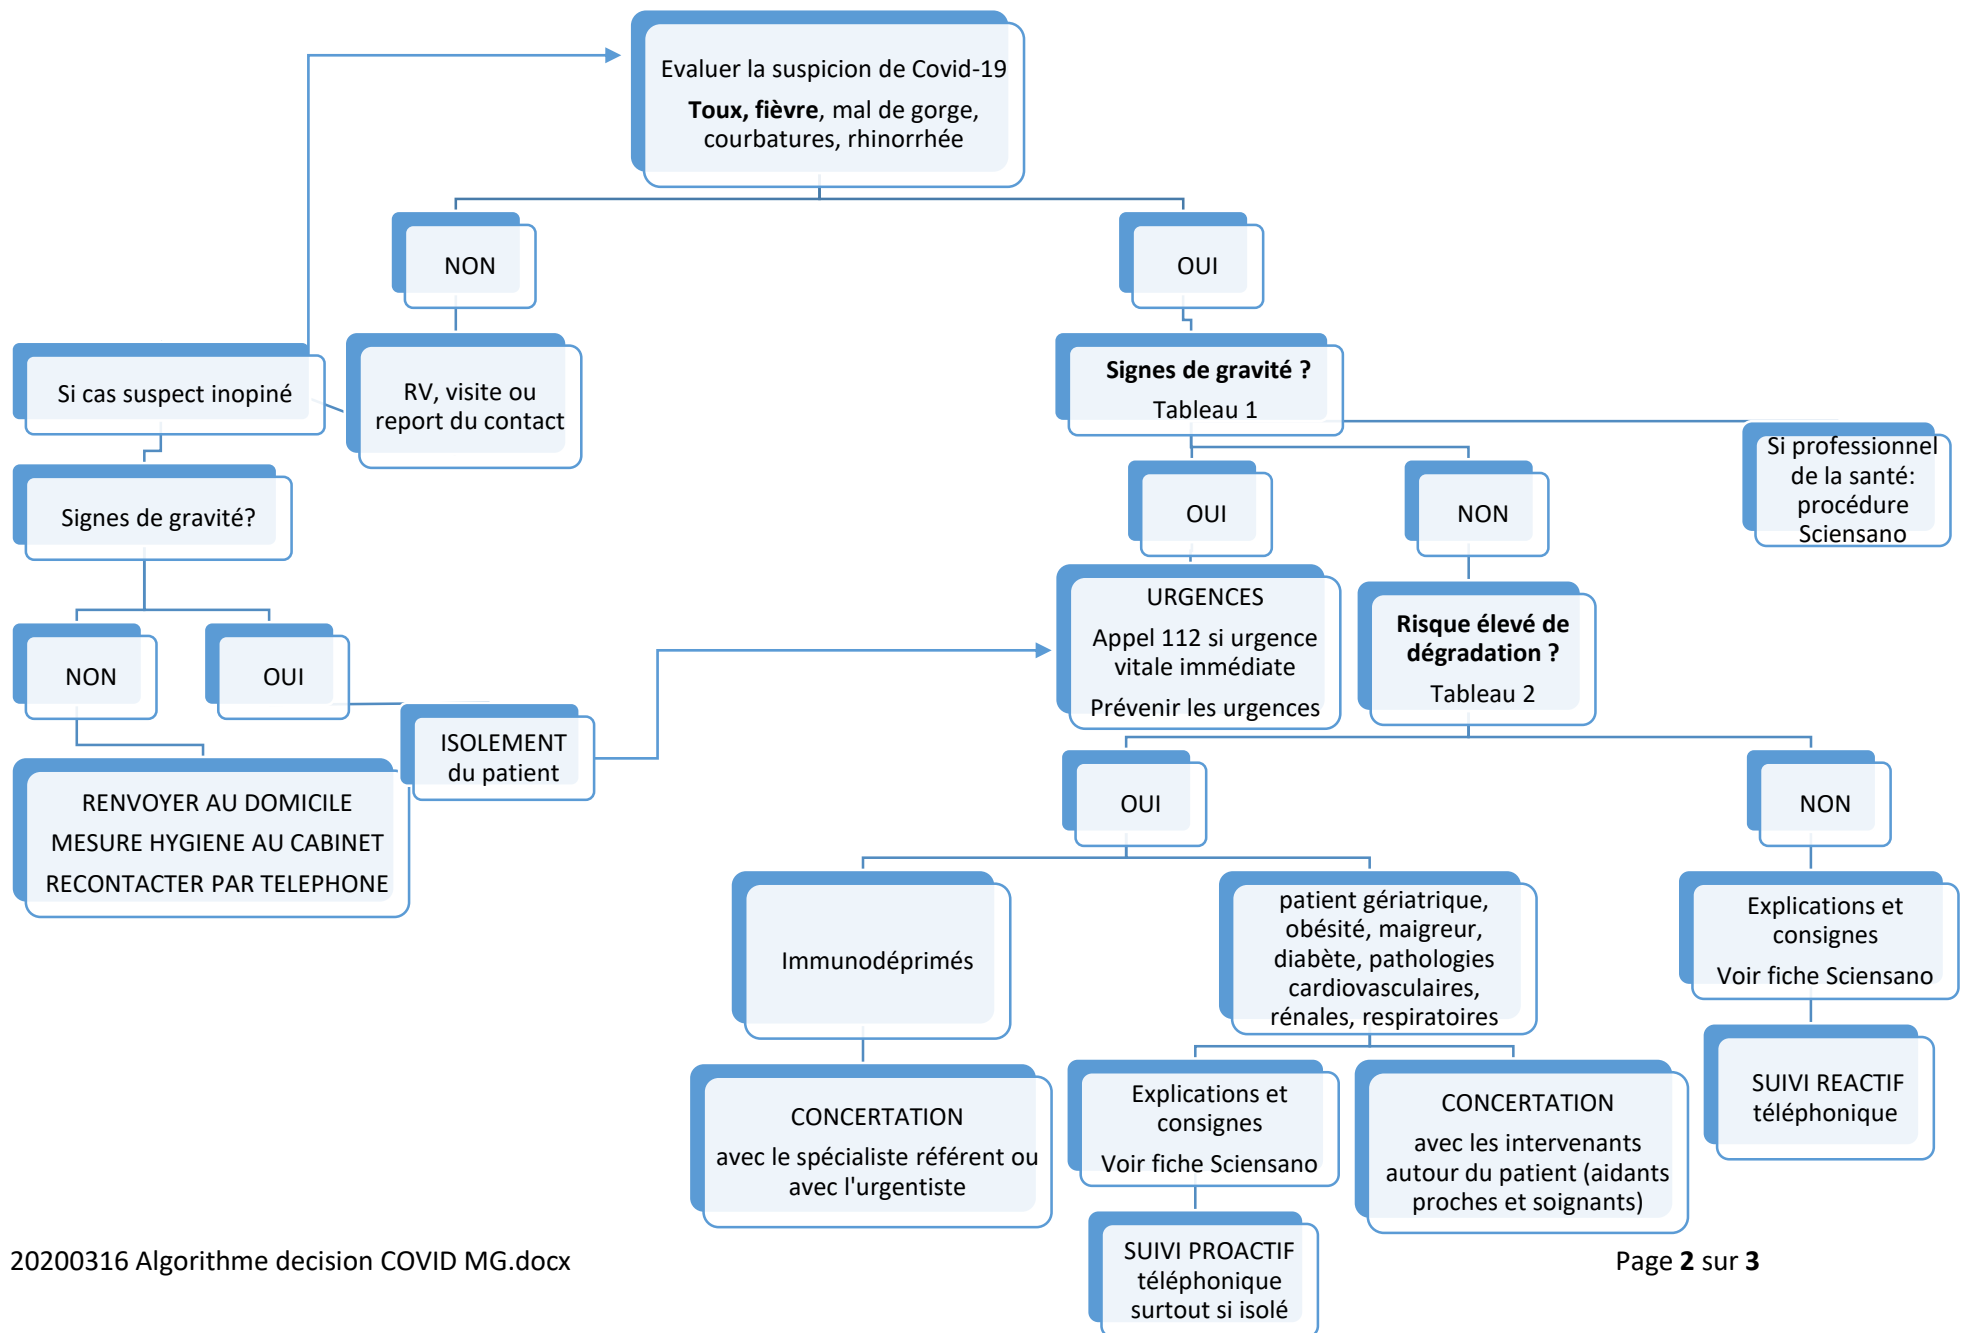 Evaluer la suspicion de Covid-19
Toux, fièvre, mal de gorge,
courbatures, rhinorrhée
NON
OUI
Si cas suspect inopiné
RV, visite ou
report du contact
Signes de gravité ?
Tableau 1
Si professionnel
de la santé:
procédure
Sciensano
Signes de gravité?
OUI
NON
NON
OUI
URGENCES
Appel 112 si urgence
vitale immédiate
Prévenir les urgences
Risque élevé de
dégradation ?
Tableau 2
ISOLEMENT
du patient
RENVOYER AU DOMICILE
MESURE HYGIENE AU CABINET
RECONTACTER PAR TELEPHONE
OUI
NON
Immunodéprimés
patient gériatrique,
obésité, maigreur,
diabète, pathologies
cardiovasculaires,
rénales, respiratoires
Explications et
consignes
Voir fiche Sciensano
CONCERTATION
avec le spécialiste référent ou
avec l'urgentiste
Explications et
consignes
Voir fiche Sciensano
CONCERTATION
avec les intervenants
autour du patient (aidants
proches et soignants)
SUIVI REACTIF
téléphonique
SUIVI PROACTIF
téléphonique
surtout si isolé
20200316 Algorithme decision COVID MG.docx
Page 2 sur 3